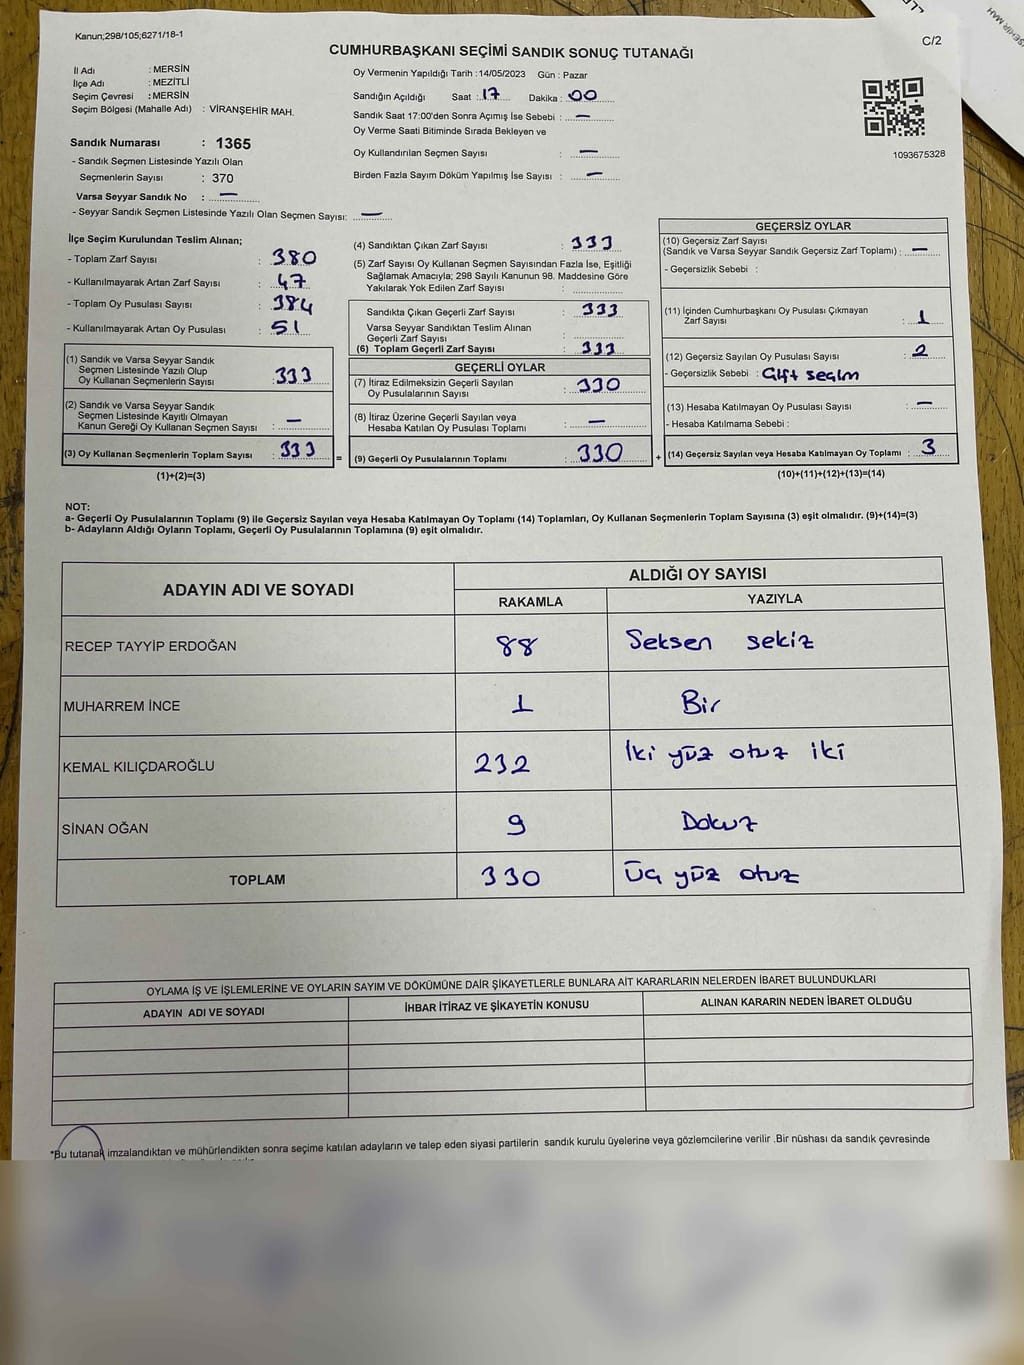 Kanun;298/105;6271/18-1
C/2
CUMHURBAŞKANI SEÇİMİ SANDIK SONUÇ TUTANAĞI
İl Adı : MERSİN
İlçe Adı : MEZİTLİ
Seçim Çevresi : MERSİN
Seçim Bölgesi (Mahalle Adı) : VİRANŞEHİR MAH.
Oy Vermenin Yapıldığı Tarih :14/05/2023 Gün : Pazar
Sandığın Açıldığı Saat : 17 Dakika : 00
Sandık Saat 17:00'den Sonra Açımış İse Sebebi : —
Oy Verme Saati Bitiminde Sırada Bekleyen ve
Oy Kullandırılan Seçmen Sayısı : —
Birden Fazla Sayım Döküm Yapılmış İse Sayısı : —
1093675328
Sandık Numarası : 1365
- Sandık Seçmen Listesinde Yazılı Olan
Seçmenlerin Sayısı : 370
Varsa Seyyar Sandık No : —
- Seyyar Sandık Seçmen Listesinde Yazılı Olan Seçmen Sayısı: —
İlçe Seçim Kurulundan Teslim Alınan;
- Toplam Zarf Sayısı : 380
- Kullanılmayarak Artan Zarf Sayısı : 47
- Toplam Oy Pusulası Sayısı : 384
- Kullanılmayarak Artan Oy Pusulası : 51
(1) Sandık ve Varsa Seyyar Sandık
Seçmen Listesinde Yazılı Olup
Oy Kullanan Seçmenlerin Sayısı : 333
(2) Sandık ve Varsa Seyyar Sandık
Seçmen Listesinde Kayıtlı Olmayan
Kanun Gereği Oy Kullanan Seçmen Sayısı : —
(3) Oy Kullanan Seçmenlerin Toplam Sayısı : 333
(1)+(2)=(3)
=
(4) Sandıktan Çıkan Zarf Sayısı : 333
(5) Zarf Sayısı Oy Kullanan Seçmen Sayısından Fazla İse, Eşitliği
Sağlamak Amacıyla; 298 Sayılı Kanunun 98. Maddesine Göre
Yakılarak Yok Edilen Zarf Sayısı :
Sandıkta Çıkan Geçerli Zarf Sayısı : 333
Varsa Seyyar Sandıktan Teslim Alınan
Geçerli Zarf Sayısı :
(6) Toplam Geçerli Zarf Sayısı : 333
GEÇERLİ OYLAR
(7) İtiraz Edilmeksizin Geçerli Sayılan
Oy Pusulalarının Sayısı : 330
(8) İtiraz Üzerine Geçerli Sayılan veya
Hesaba Katılan Oy Pusulası Toplamı : —
(9) Geçerli Oy Pusulalarının Toplamı : 330
+
GEÇERSİZ OYLAR
(10) Geçersiz Zarf Sayısı
(Sandık ve Varsa Seyyar Sandık Geçersiz Zarf Toplamı) : —
- Geçersizlik Sebebi :
(11) İçinden Cumhurbaşkanı Oy Pusulası Çıkmayan
Zarf Sayısı : 1
(12) Geçersiz Sayılan Oy Pusulası Sayısı : 2
- Geçersizlik Sebebi : Çift seçim
(13) Hesaba Katılmayan Oy Pusulası Sayısı : —
- Hesaba Katılmama Sebebi :
(14) Geçersiz Sayılan veya Hesaba Katılmayan Oy Toplamı : 3
(10)+(11)+(12)+(13)=(14)
NOT:
a- Geçerli Oy Pusulalarının Toplamı (9) ile Geçersiz Sayılan veya Hesaba Katılmayan Oy Toplamı (14) Toplamları, Oy Kullanan Seçmenlerin Toplam Sayısına (3) eşit olmalıdır. (9)+(14)=(3)
b- Adayların Aldığı Oyların Toplamı, Geçerli Oy Pusulalarının Toplamına (9) eşit olmalıdır.
ADAYIN ADI VE SOYADI
ALDIĞI OY SAYISI
RAKAMLA YAZIYLA
RECEP TAYYİP ERDOĞAN 88 Seksen sekiz
MUHARREM İNCE 1 Bir
KEMAL KILIÇDAROĞLU 232 İki yüz otuz iki
SİNAN OĞAN 9 Dokuz
TOPLAM 330 Üç yüz otuz
OYLAMA İŞ VE İŞLEMLERİNE VE OYLARIN SAYIM VE DÖKÜMÜNE DAİR ŞİKAYETLERLE BUNLARA AİT KARARLARIN NELERDEN İBARET BULUNDUKLARI
ADAYIN ADI VE SOYADI İHBAR İTİRAZ VE ŞİKAYETİN KONUSU ALINAN KARARIN NEDEN İBARET OLDUĞU
*Bu tutanak imzalandıktan ve mühürlendikten sonra seçime katılan adayların ve talep eden siyasi partilerin sandık kurulu üyelerine veya gözlemcilerine verilir .Bir nüshası da sandık çevresinde